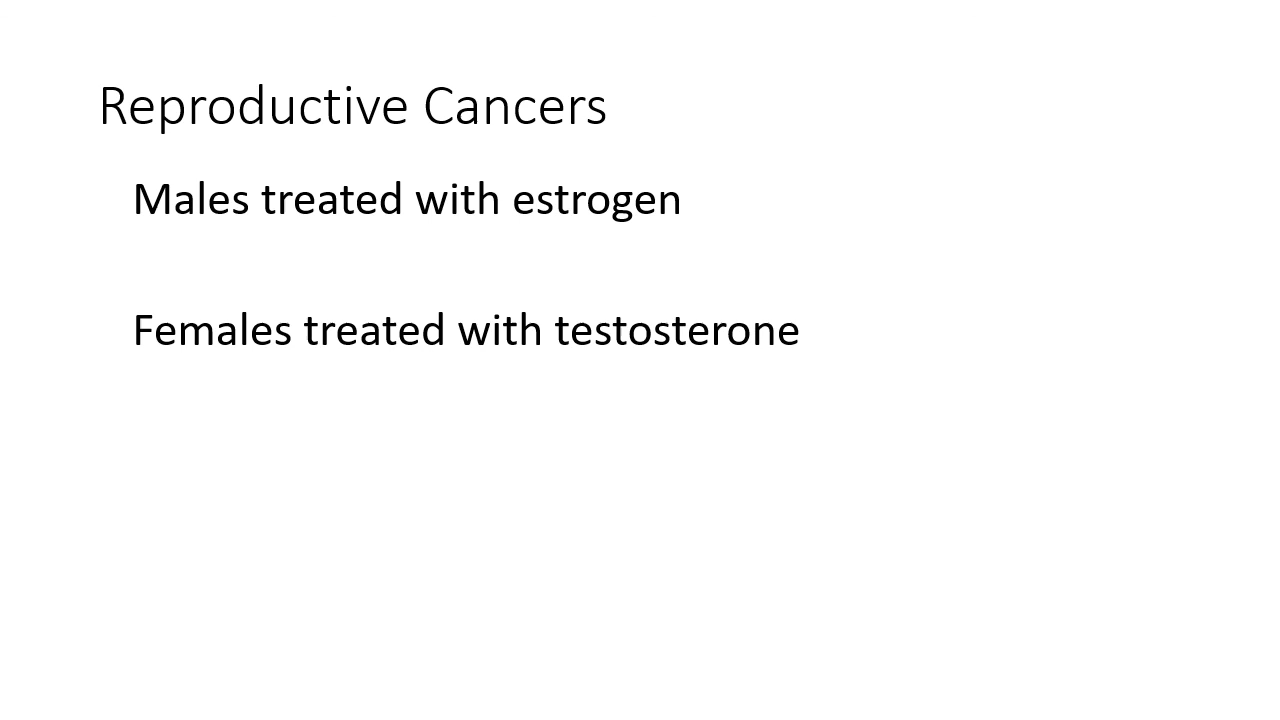 Reproductive Cancers
Males treated with estrogen
Females treated with testosterone